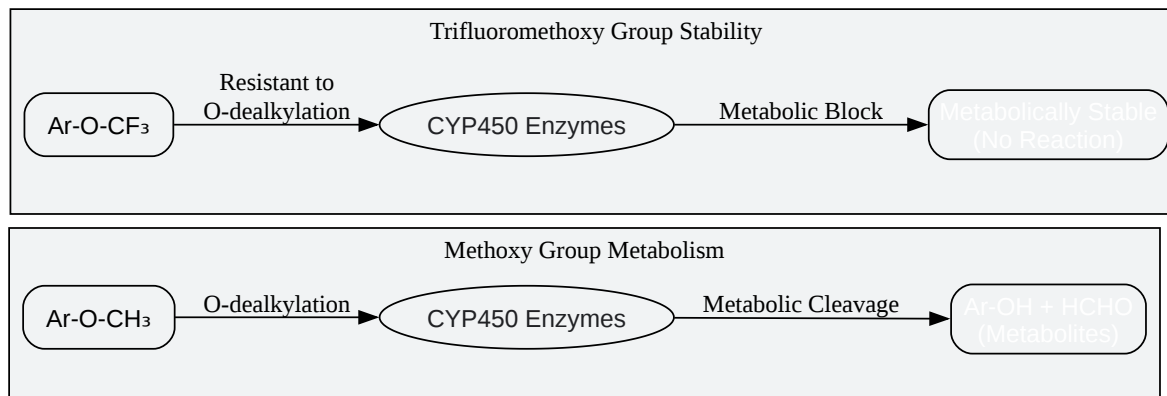 Trifluoromethoxy Group Stability
Resistant to
O-dealkylation
Ar-O-CF₃
CYP450 Enzymes
Metabolic Block
Metabolically Stable
(No Reaction)
Methoxy Group Metabolism
Ar-O-CH₃
O-dealkylation
CYP450 Enzymes
Metabolic Cleavage
Ar-OH + HCHO
(Metabolites)